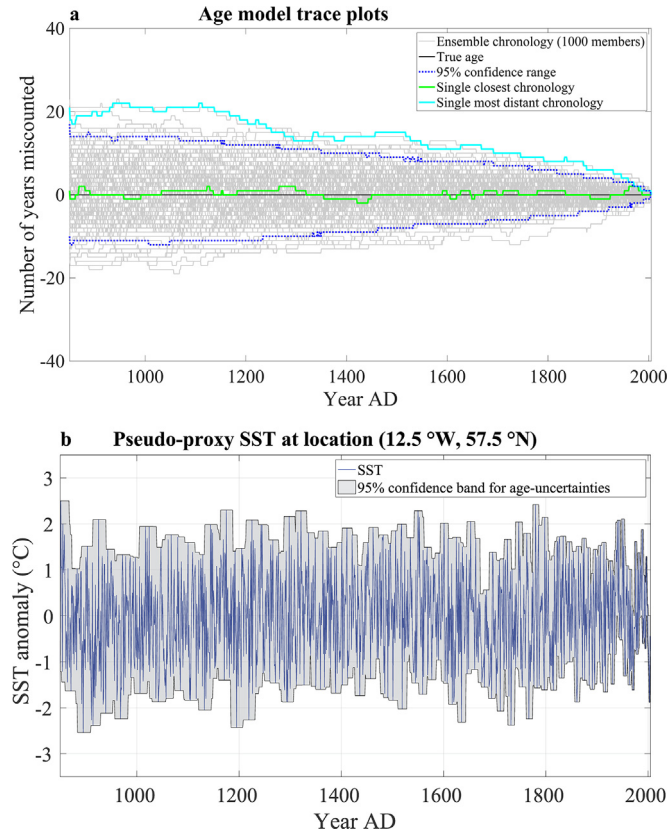 a Age model trace plots
40
20
0
-20
-40
Number of years miscounted
Ensemble chronology (1000 members)
True age
95% confidence range
Single closest chronology
Single most distant chronology
1000 1200 1400 1600 1800 2000
Year AD
b Pseudo-proxy SST at location (12.5 °W, 57.5 °N)
3
2
1
0
-1
-2
-3
SST anomaly (°C)
SST
95% confidence band for age-uncertainties
1000 1200 1400 1600 1800 2000
Year AD